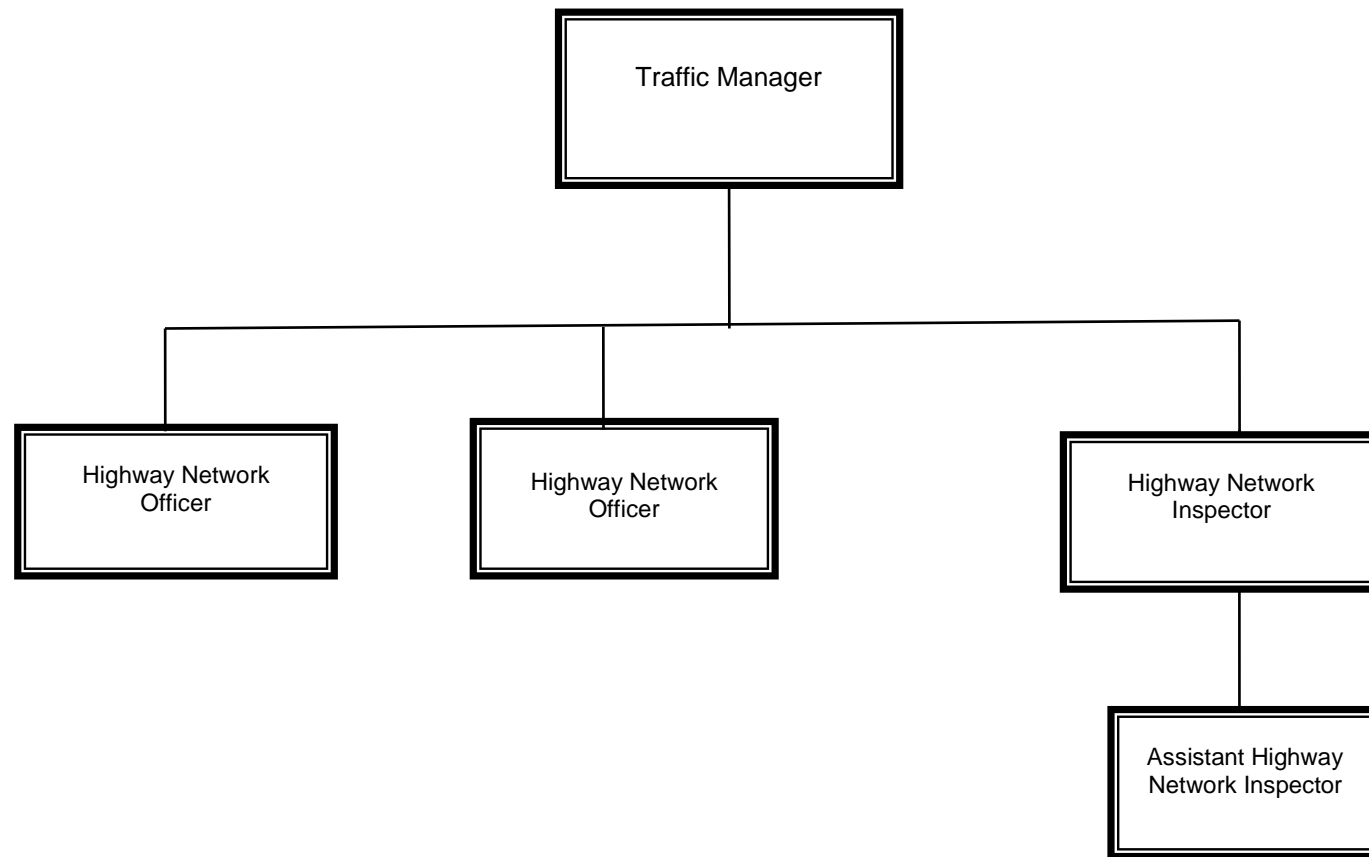 Traffic Manager
Highway Network
Officer
Highway Network
Officer
Highway Network
Inspector
Assistant Highway
Network Inspector